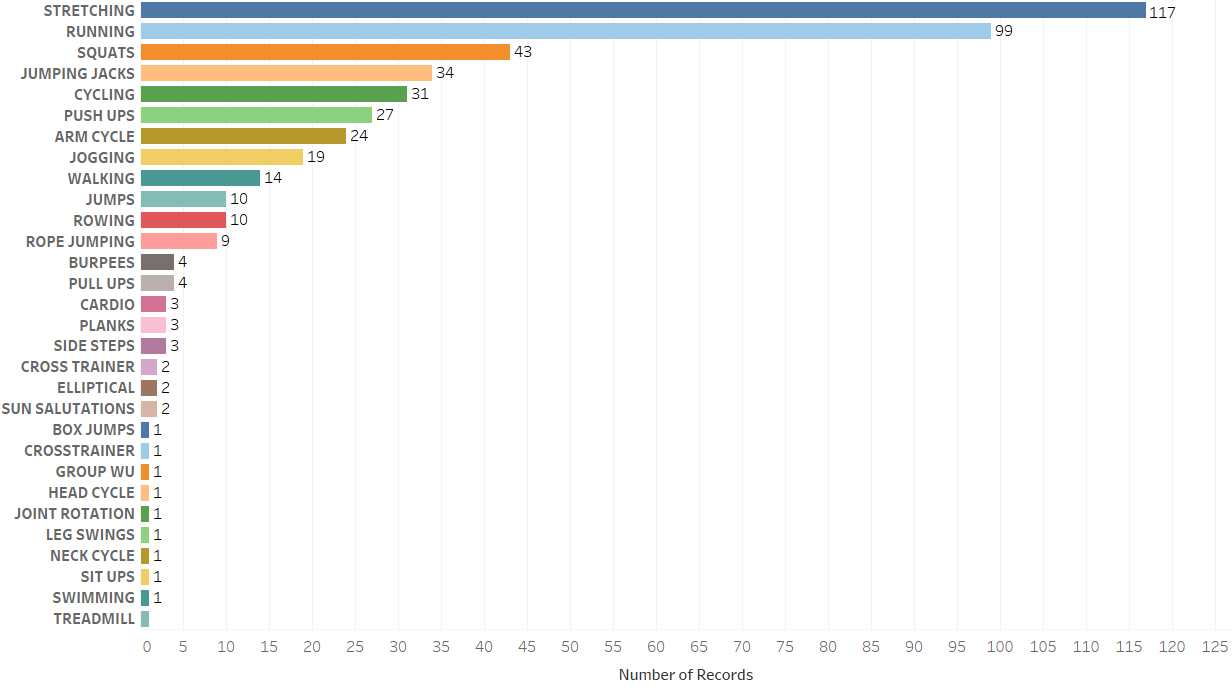 STRETCHING 117
RUNNING 99
SQUATS 43
JUMPING JACKS 34
CYCLING 31
PUSH UPS 27
ARM CYCLE 24
JOGGING 19
WALKING 14
JUMPS 10
ROWING 10
ROPE JUMPING 9
BURPEES 4
PULL UPS 4
CARDIO 3
PLANKS 3
SIDE STEPS 3
CROSS TRAINER 2
ELLIPTICAL 2
SUN SALUTATIONS 2
BOX JUMPS 1
CROSSTRAINER 1
GROUP WU 1
HEAD CYCLE 1
JOINT ROTATION 1
LEG SWINGS 1
NECK CYCLE 1
SIT UPS 1
SWIMMING 1
TREADMILL
0 5 10 15 20 25 30 35 40 45 50 55 60 65 70 75 80 85 90 95 100 105 110 115 120 125
Number of Records